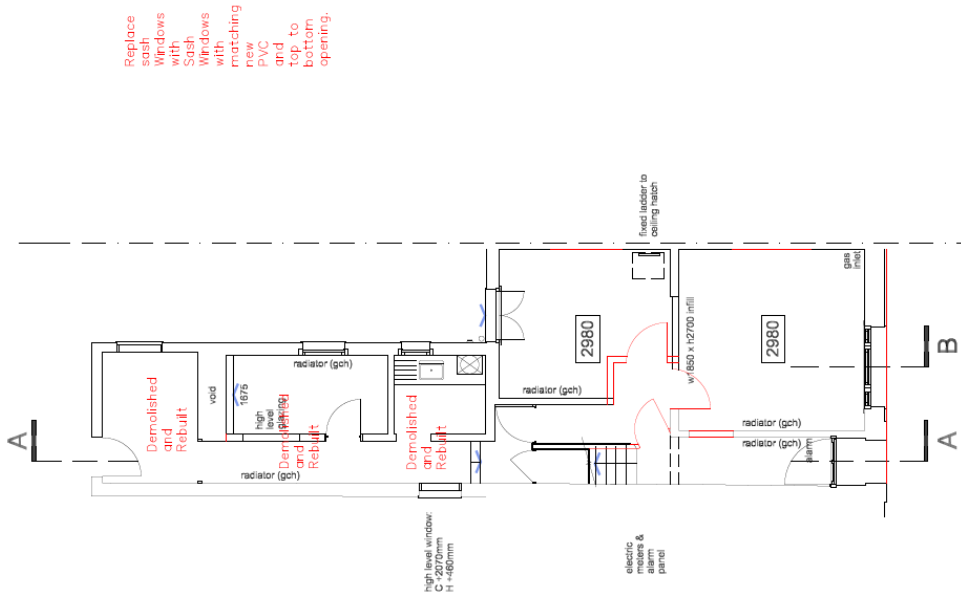 Replace
sash
Windows
with
Sash
Windows
with
matching
new
PVC
and
top to
bottom
opening.
fixed ladder to
ceiling hatch
A
B
A
A
Demolished
and
Rebuilt
void
1675
high
level
glazing
Demolished
and
Rebuilt
radiator (gch)
Demolished
and
Rebuilt
radiator (gch)
high level window:
C +2070mm
H +460mm
2980
radiator (gch)
w1850 x h2700 infill
2980
gas
inlet
radiator (gch)
radiator (gch)
alarm
electric
meters &
alarm
panel